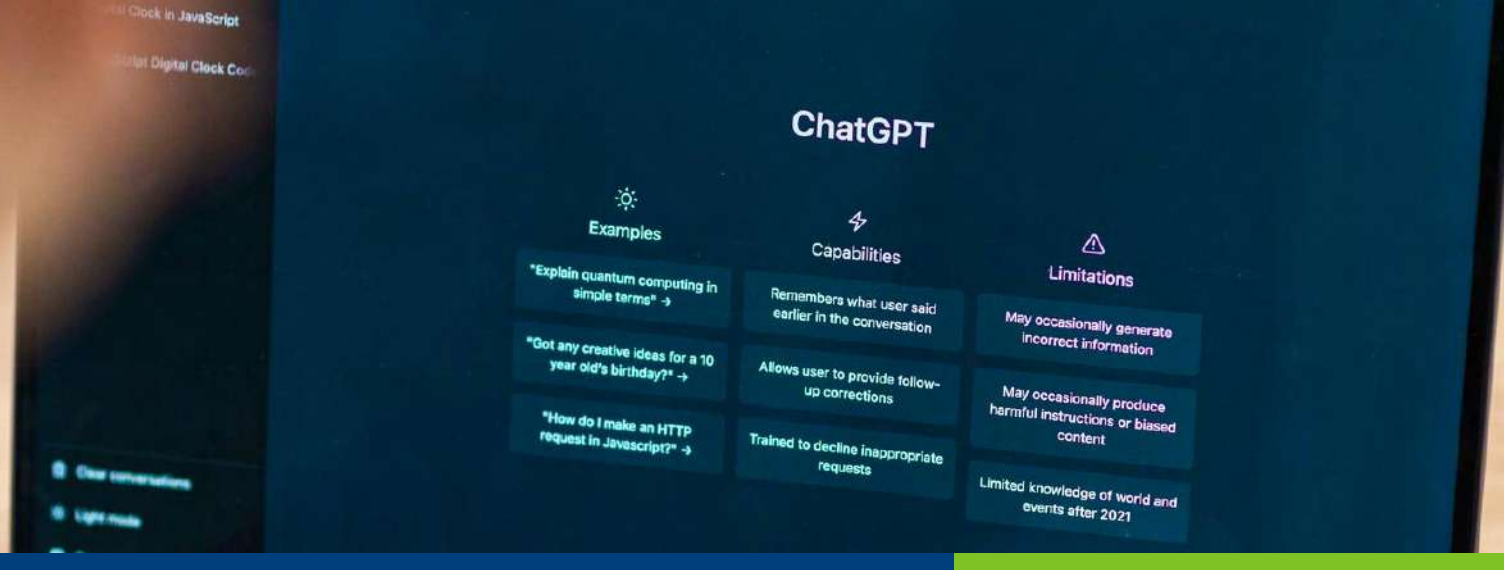 Clock in JavaScript
Script Digital Clock Code
ChatGPT
Examples
"Explain quantum computing in
simple terms" →
"Got any creative ideas for a 10
year old's birthday?" →
"How do I make an HTTP
request in Javascript?" →
Capabilities
Remembers what user said
earlier in the conversation
Allows user to provide follow-
up corrections
Trained to decline inappropriate
requests
Limitations
May occasionally generate
incorrect information
May occasionally produce
harmful instructions or biased
content
Limited knowledge of world and
events after 2021
Clear conversations
Light mode